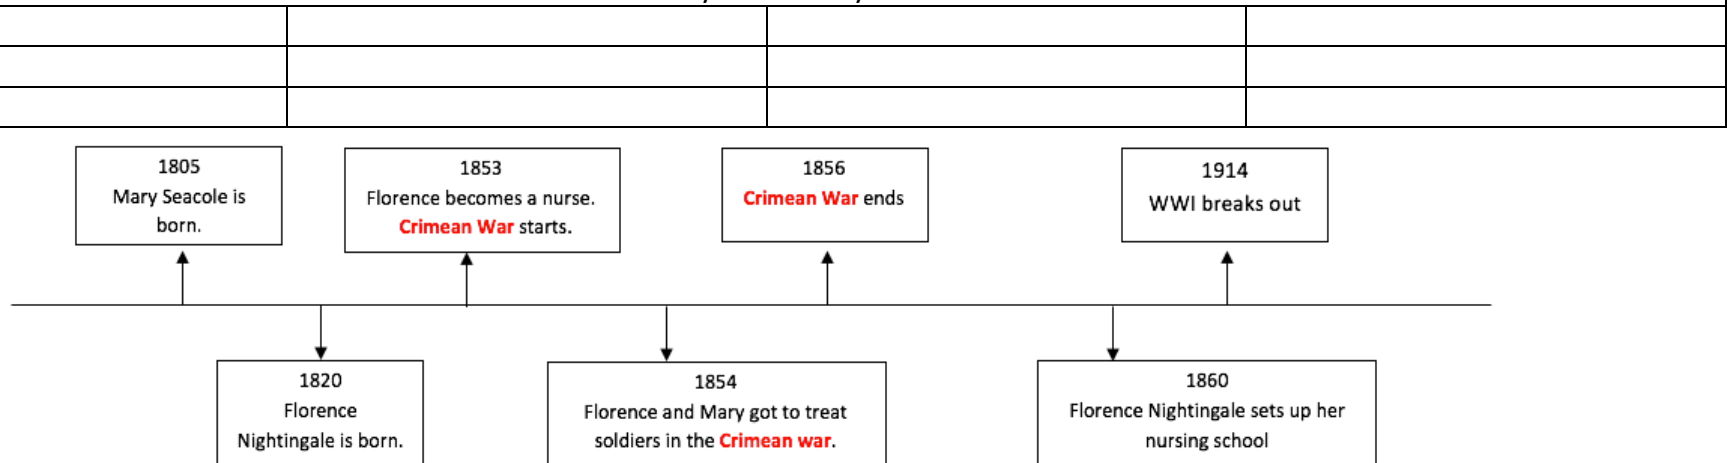 1805
Mary Seacole is
born.
1853
Florence becomes a nurse.
Crimean War starts.
1856
Crimean War ends
1914
WWI breaks out
1820
Florence
Nightingale is born.
1854
Florence and Mary got to treat
soldiers in the Crimean war.
1860
Florence Nightingale sets up her
nursing school